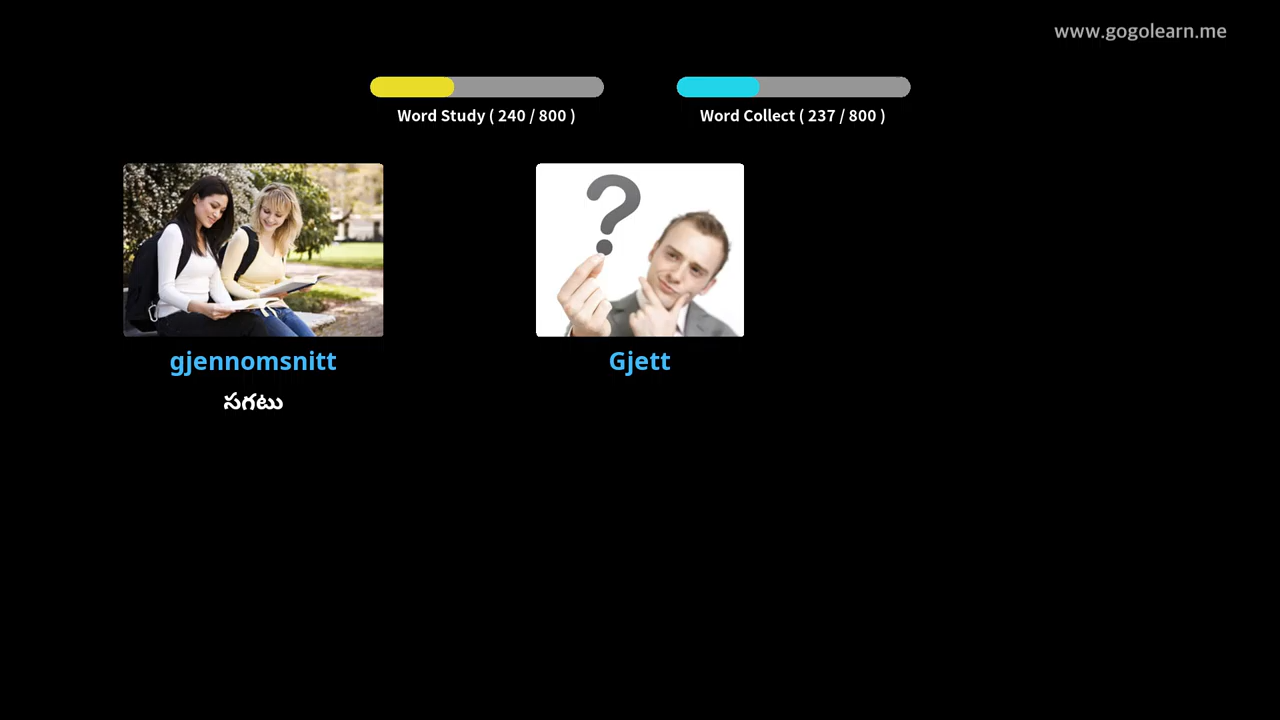 www.gogolearn.me
Word Study ( 240 / 800 )
Word Collect ( 237 / 800 )
gjennomsnitt
Gjett
సగటు